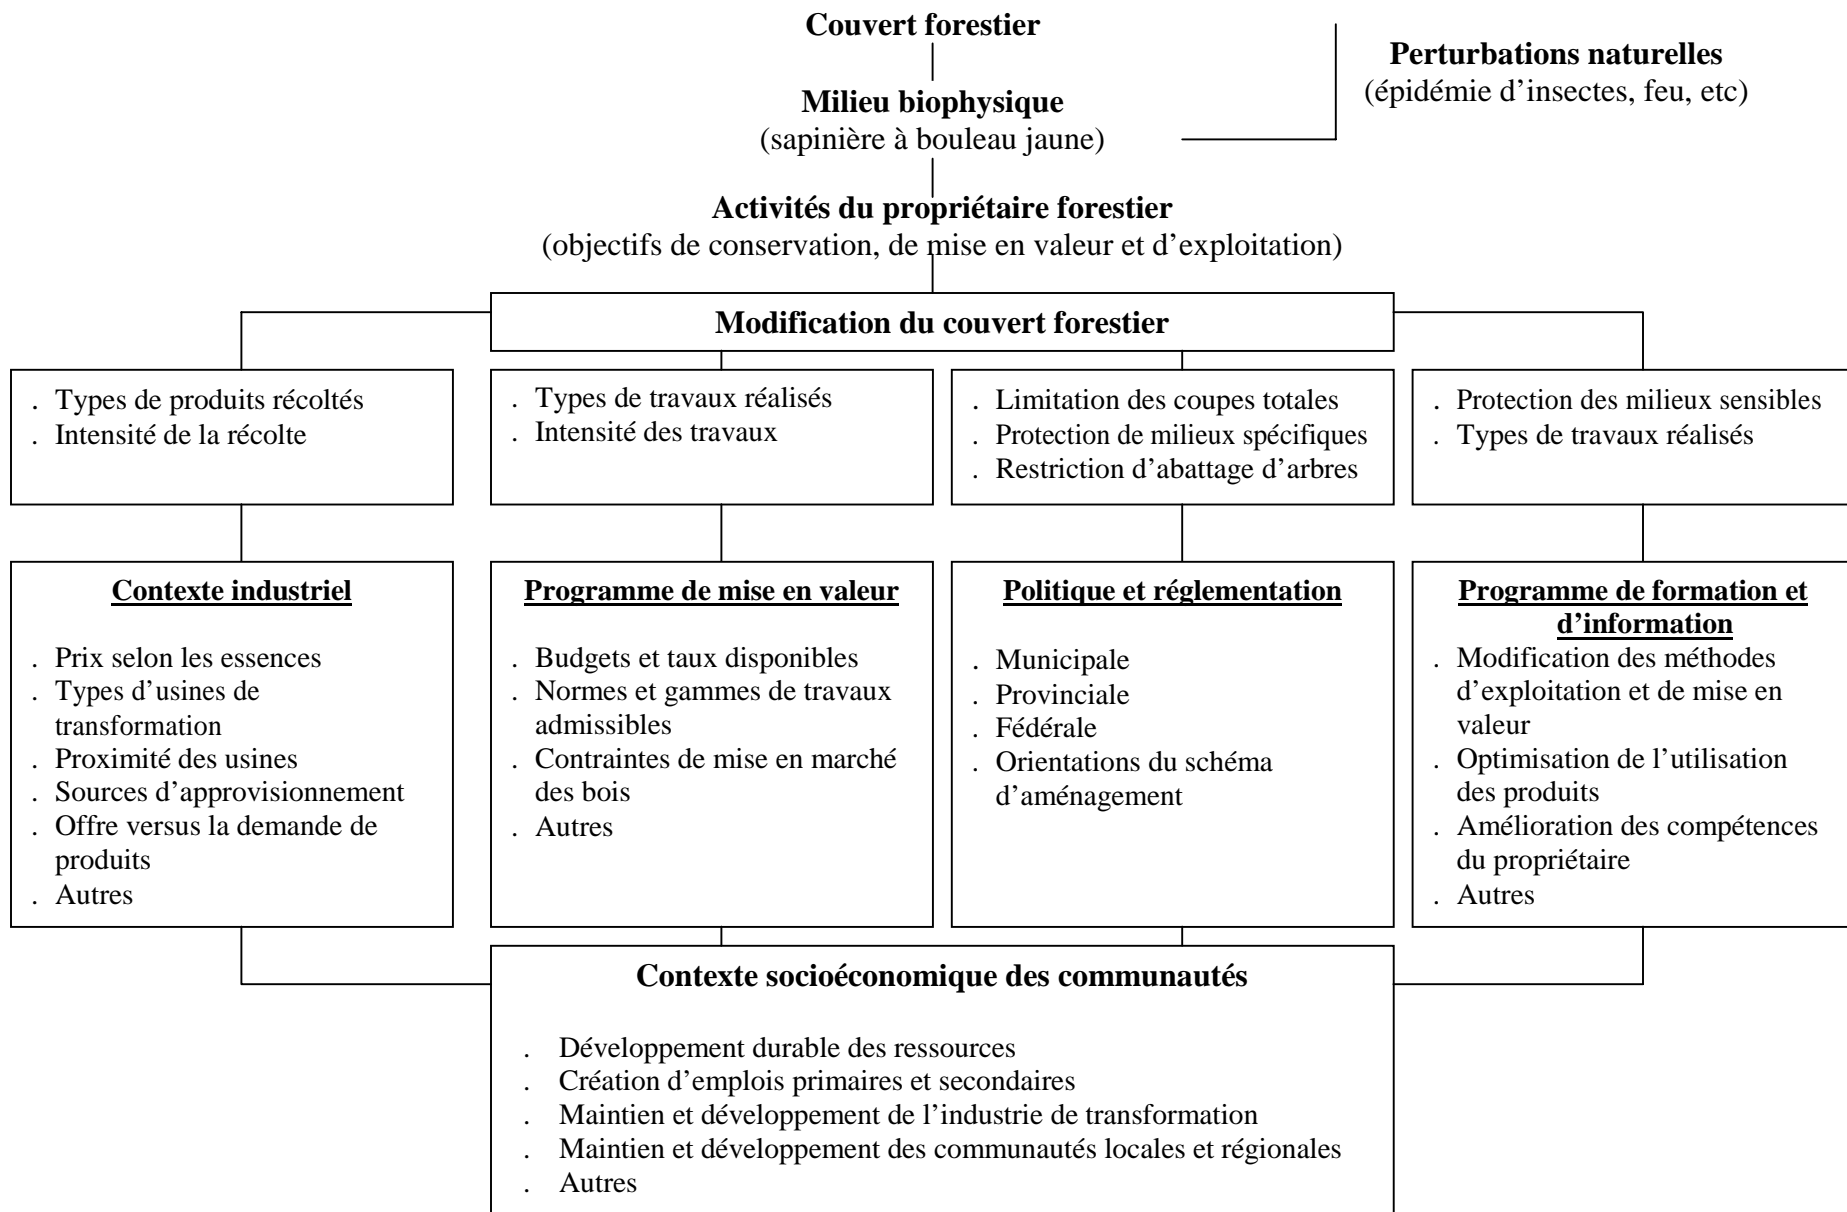 Couvert forestier
Perturbations naturelles
(épidémie d’insectes, feu, etc)
Milieu biophysique
(sapinière à bouleau jaune)
Activités du propriétaire forestier
(objectifs de conservation, de mise en valeur et d’exploitation)
Modification du couvert forestier
. Types de produits récoltés
. Intensité de la récolte
. Types de travaux réalisés
. Intensité des travaux
. Limitation des coupes totales
. Protection de milieux spécifiques
. Restriction d’abattage d’arbres
. Protection des milieux sensibles
. Types de travaux réalisés
Contexte industriel
. Prix selon les essences
. Types d’usines de
transformation
. Proximité des usines
. Sources d’approvisionnement
. Offre versus la demande de
produits
. Autres
Programme de mise en valeur
. Budgets et taux disponibles
. Normes et gammes de travaux
admissibles
. Contraintes de mise en marché
des bois
. Autres
Politique et réglementation
. Municipale
. Provinciale
. Fédérale
. Orientations du schéma
d’aménagement
Programme de formation et
d’information
. Modification des méthodes
d’exploitation et de mise en
valeur
. Optimisation de l’utilisation
des produits
. Amélioration des compétences
du propriétaire
. Autres
Contexte socioéconomique des communautés
. Développement durable des ressources
. Création d’emplois primaires et secondaires
. Maintien et développement de l’industrie de transformation
. Maintien et développement des communautés locales et régionales
. Autres